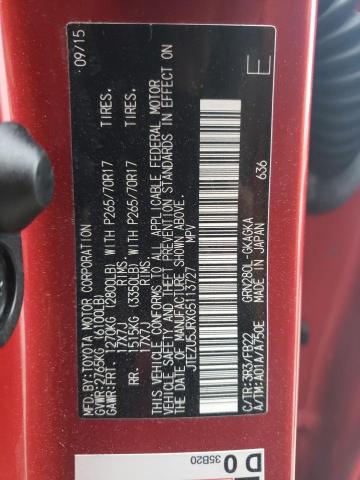 MFD.BY:TOYOTA MOTOR CORPORATION 09/15
GVWR:2765KG (6100LB)
GAWR:FRT. 1270KG (2800LB) WITH P265/70R17 TIRES.
17X7J RIMS.
RR. 1515KG (3350LB) WITH P265/70R17 TIRES.
17X7J RIMS.
THIS VEHICLE CONFORMS TO ALL APPLICABLE FEDERAL MOTOR
VEHICLE SAFETY AND THEFT PREVENTION STANDARDS IN EFFECT ON
THE DATE OF MANUFACTURE SHOWN ABOVE.
JTEZU5JRXG5113727
MPV
E
636
C/TR:3R3/FB22 GRN280L-GKAGKA
A/TM:A01A/A750E MADE IN JAPAN
35B20
D0